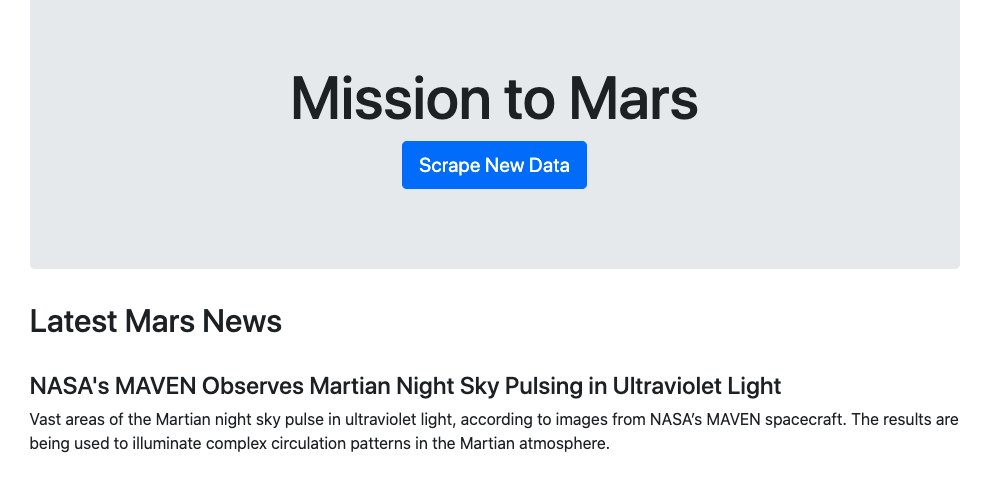 Mission to Mars
Scrape New Data
Latest Mars News
NASA's MAVEN Observes Martian Night Sky Pulsing in Ultraviolet Light
Vast areas of the Martian night sky pulse in ultraviolet light, according to images from NASA’s MAVEN spacecraft. The results are
being used to illuminate complex circulation patterns in the Martian atmosphere.